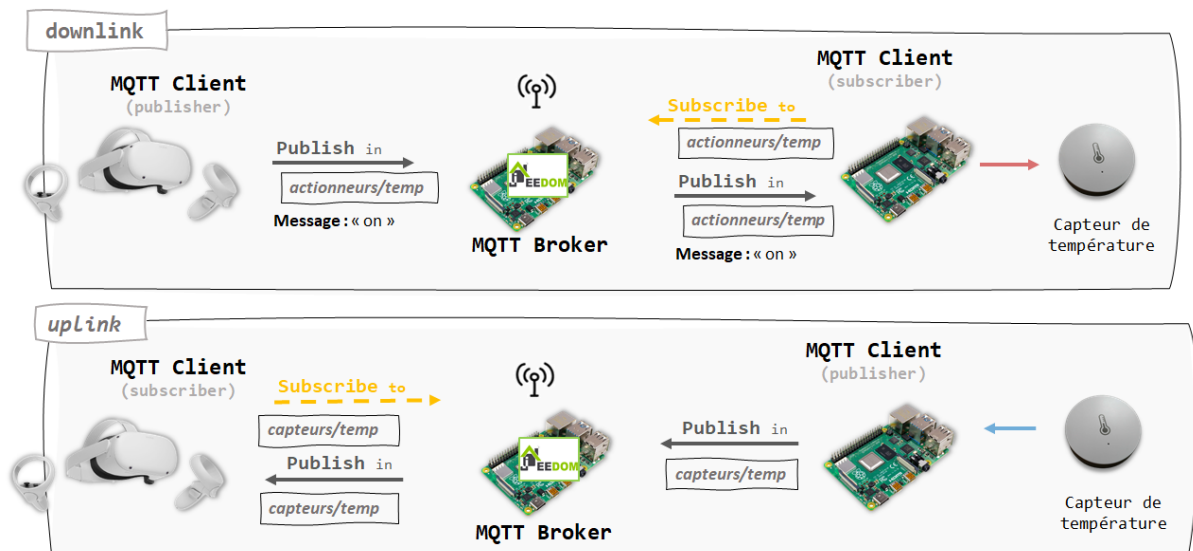 downlink
MQTT Client
(publisher)
Publish in
actionneurs/temp
Message : « on »
JEEDOM
MQTT Broker
Subscribe to
actionneurs/temp
Publish in
actionneurs/temp
Message : « on »
MQTT Client
(subscriber)
Capteur de
température
uplink
MQTT Client
(subscriber)
Subscribe to
capteurs/temp
Publish in
capteurs/temp
JEEDOM
MQTT Broker
Publish in
capteurs/temp
MQTT Client
(publisher)
Capteur de
température